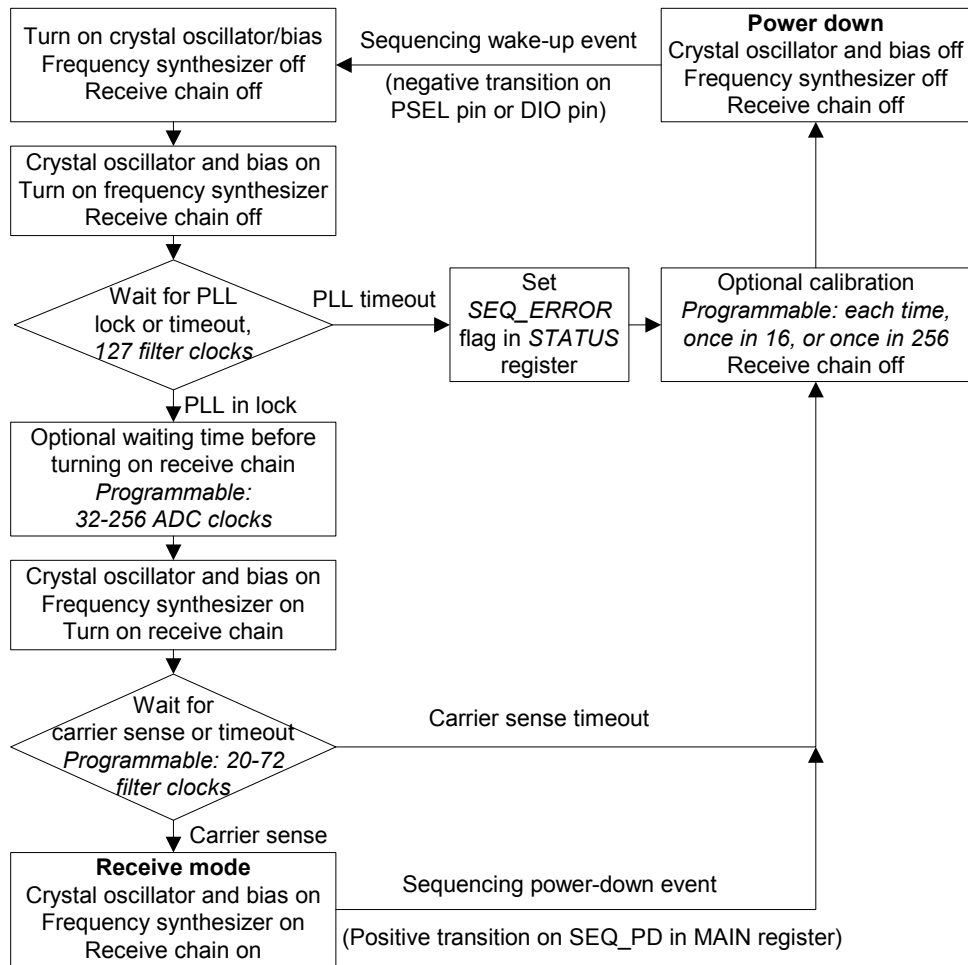 Turn on crystal oscillator/bias
Frequency synthesizer off
Receive chain off
Sequencing wake-up event
(negative transition on
PSEL pin or DIO pin)
Power down
Crystal oscillator and bias off
Frequency synthesizer off
Receive chain off
Crystal oscillator and bias on
Turn on frequency synthesizer
Receive chain off
Wait for PLL
lock or timeout,
127 filter clocks
PLL timeout
Set
SEQ_ERROR
flag in STATUS
register
Optional calibration
Programmable: each time,
once in 16, or once in 256
Receive chain off
PLL in lock
Optional waiting time before
turning on receive chain
Programmable:
32-256 ADC clocks
Crystal oscillator and bias on
Frequency synthesizer on
Turn on receive chain
Wait for
carrier sense or timeout
Programmable: 20-72
filter clocks
Carrier sense timeout
Carrier sense
Receive mode
Crystal oscillator and bias on
Frequency synthesizer on
Receive chain on
Sequencing power-down event
(Positive transition on SEQ_PD in MAIN register)